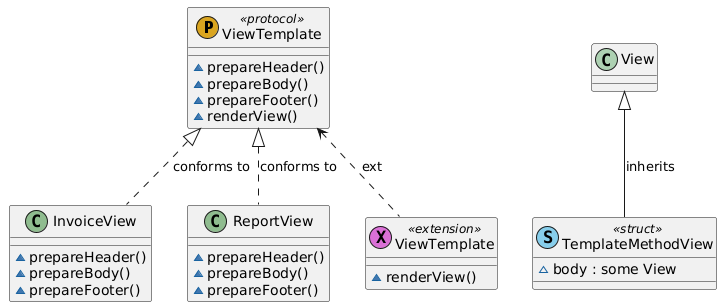 P
«protocol»
ViewTemplate
prepareHeader()
prepareBody()
prepareFooter()
renderView()
C
View
conforms to
conforms to
ext
inherits
C
InvoiceView
prepareHeader()
prepareBody()
prepareFooter()
C
ReportView
prepareHeader()
prepareBody()
prepareFooter()
X
«extension»
ViewTemplate
renderView()
S
«struct»
TemplateMethodView
body : some View